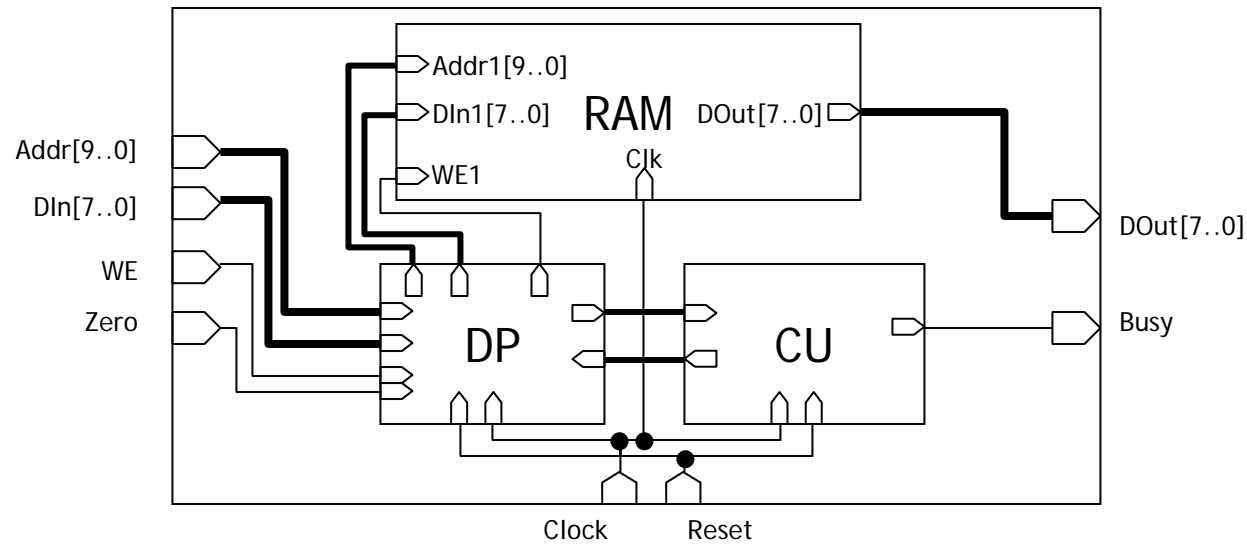 Addr1[9..0]
DIn1[7..0]
RAM
DOut[7..0]
Clk
WE1
Addr[9..0]
DIn[7..0]
WE
Zero
DOut[7..0]
Busy
DP
CU
Clock
Reset